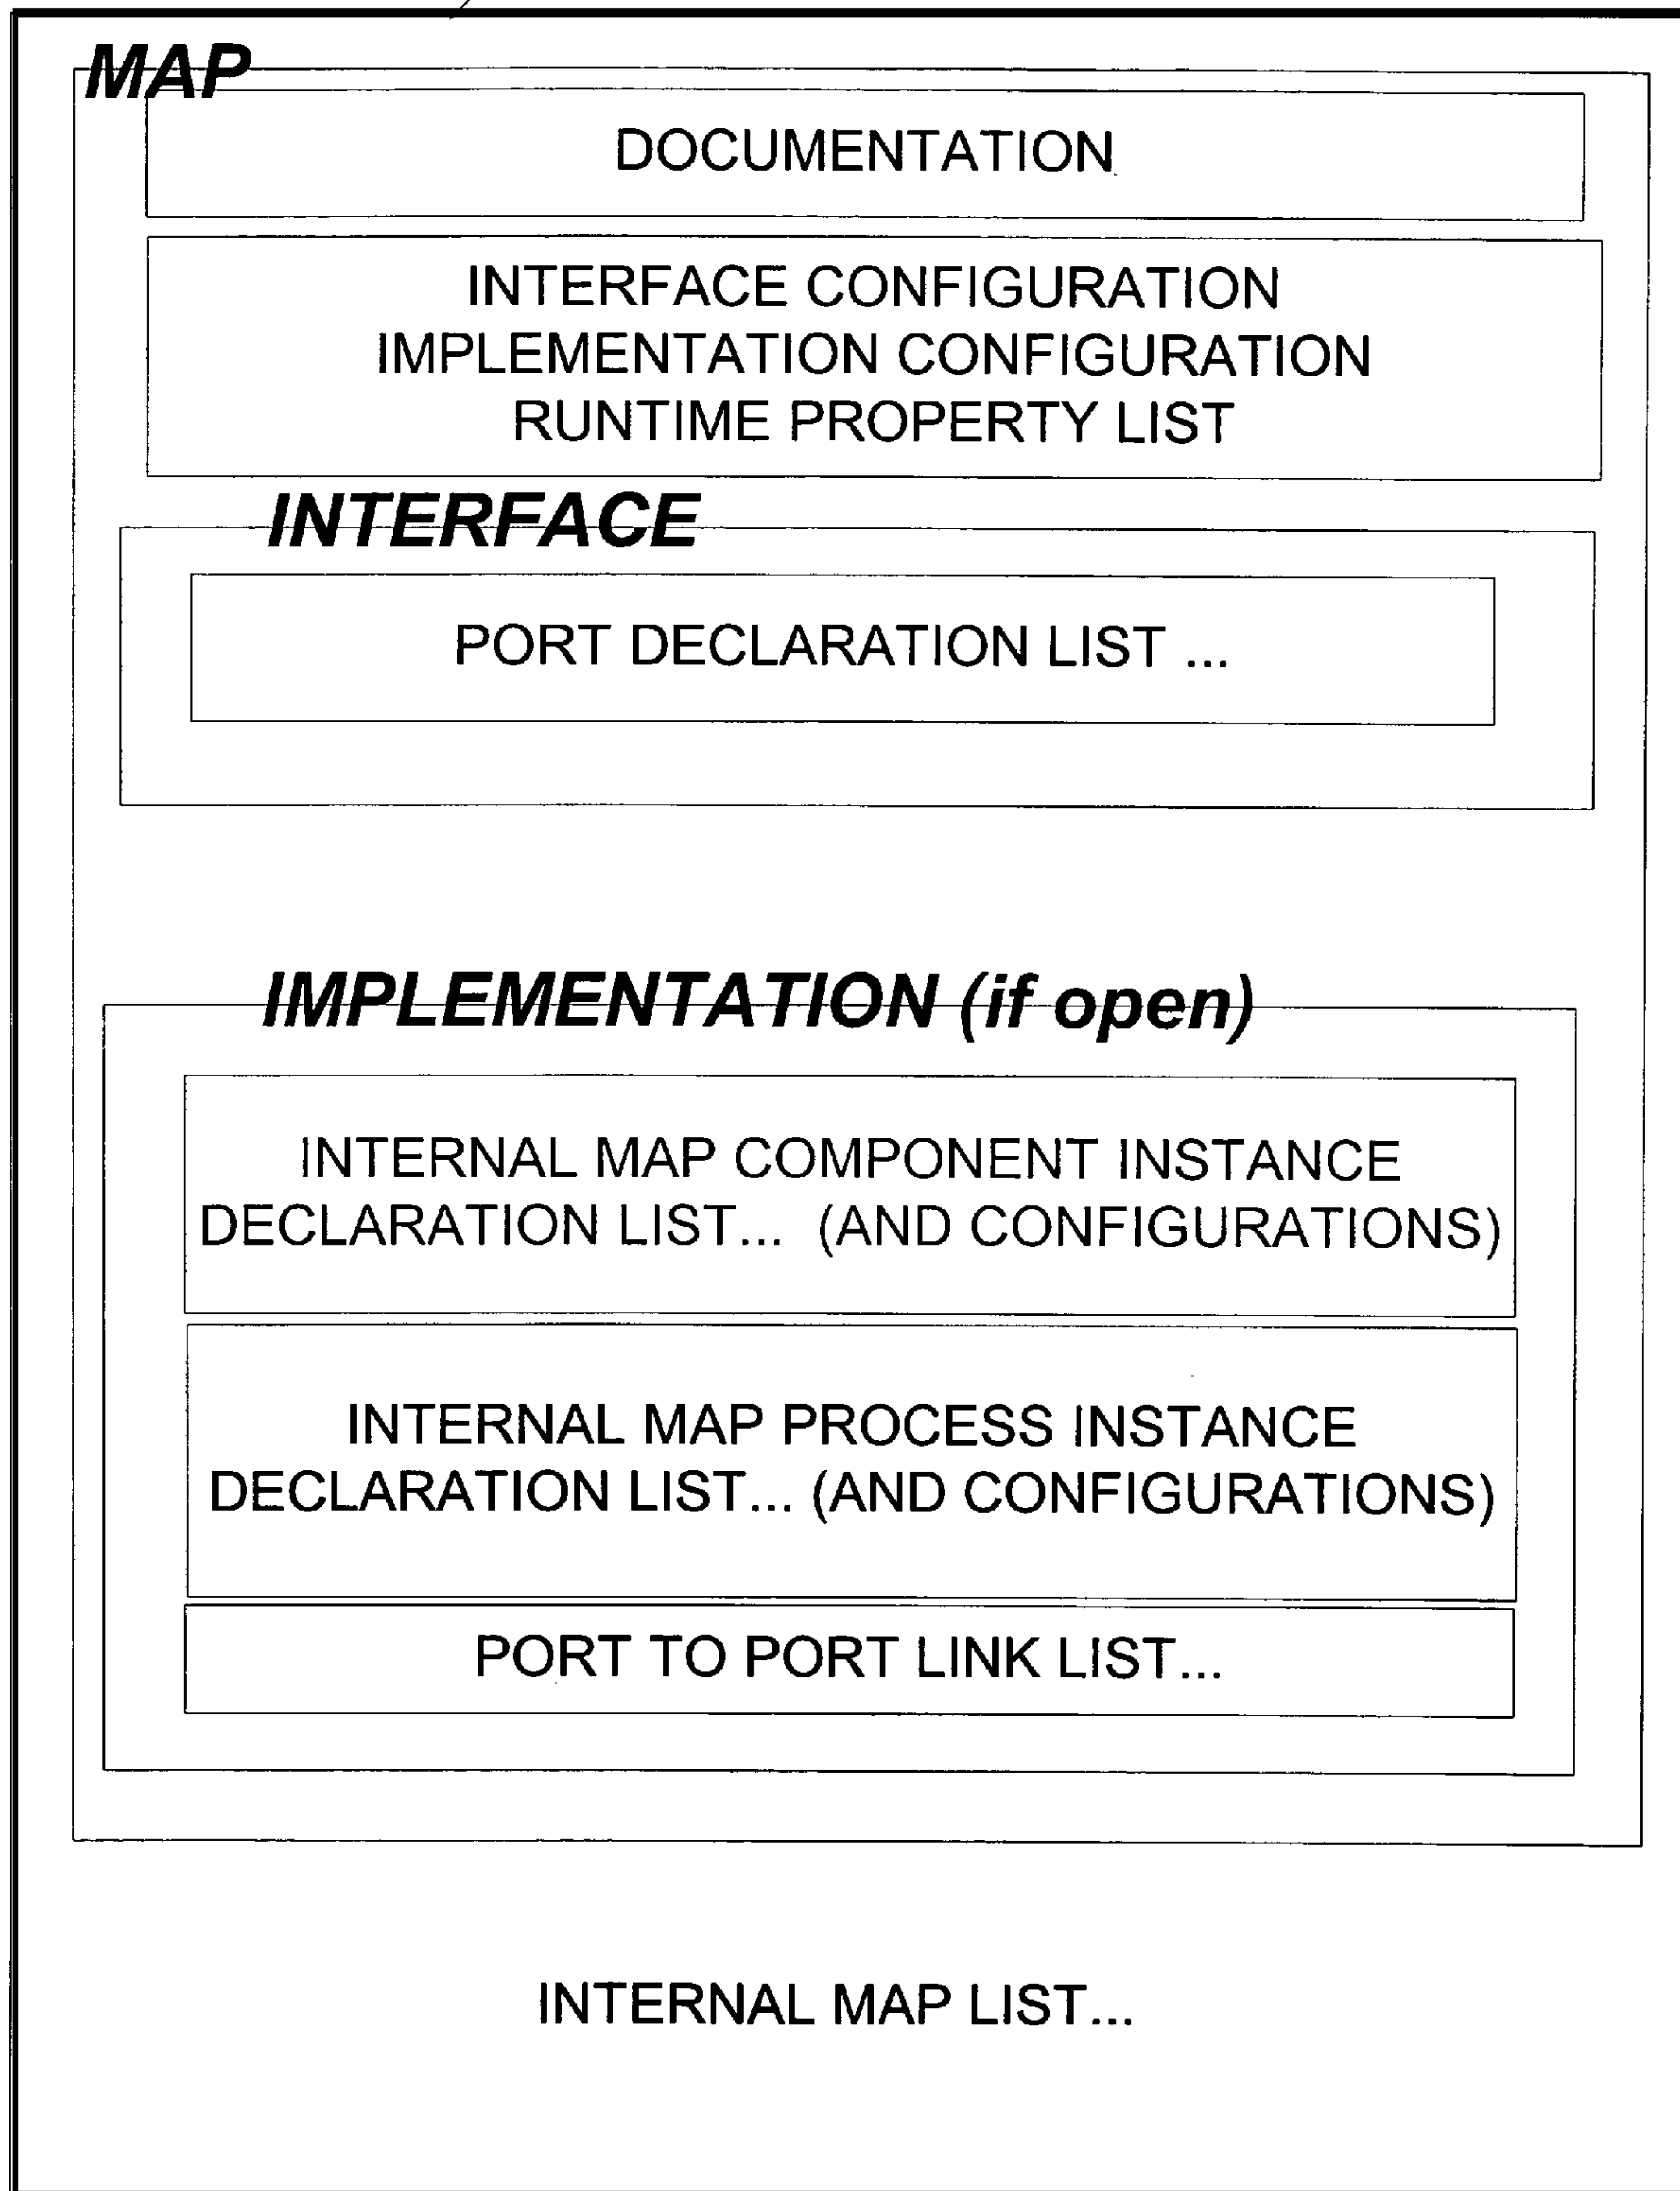 MAP
DOCUMENTATION
INTERFACE CONFIGURATION
IMPLEMENTATION CONFIGURATION
RUNTIME PROPERTY LIST
INTERFACE
PORT DECLARATION LIST ...
IMPLEMENTATION (if open)
INTERNAL MAP COMPONENT INSTANCE
DECLARATION LIST... (AND CONFIGURATIONS)
INTERNAL MAP PROCESS INSTANCE
DECLARATION LIST... (AND CONFIGURATIONS)
PORT TO PORT LINK LIST...
INTERNAL MAP LIST...